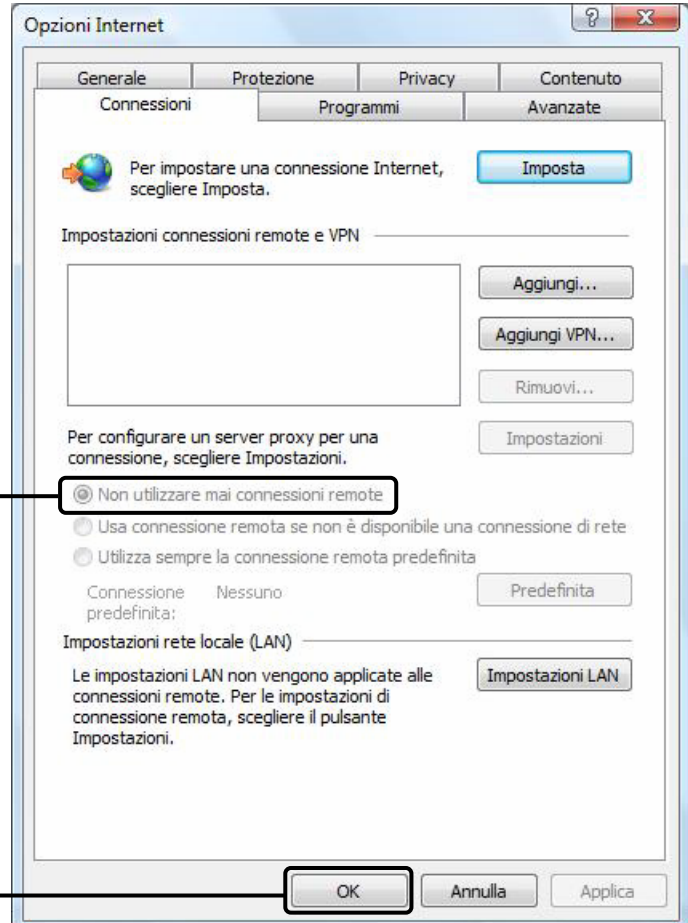 Opzioni Internet
Generale Protezione Privacy Contenuto
Connessioni Programmi Avanzate
Per impostare una connessione Internet,
scegliere Imposta.
Imposta
Impostazioni connessioni remote e VPN
Aggiungi...
Aggiungi VPN...
Rimuovi...
Per configurare un server proxy per una
connessione, scegliere Impostazioni.
Impostazioni
Non utilizzare mai connessioni remote
Usa connessione remota se non è disponibile una connessione di rete
Utilizza sempre la connessione remota predefinita
Connessione
predefinita:
Nessuno
Predefinita
Impostazioni rete locale (LAN)
Le impostazioni LAN non vengono applicate alle
connessioni remote. Per le impostazioni di
connessione remota, scegliere il pulsante
Impostazioni.
Impostazioni LAN
OK Annulla Applica